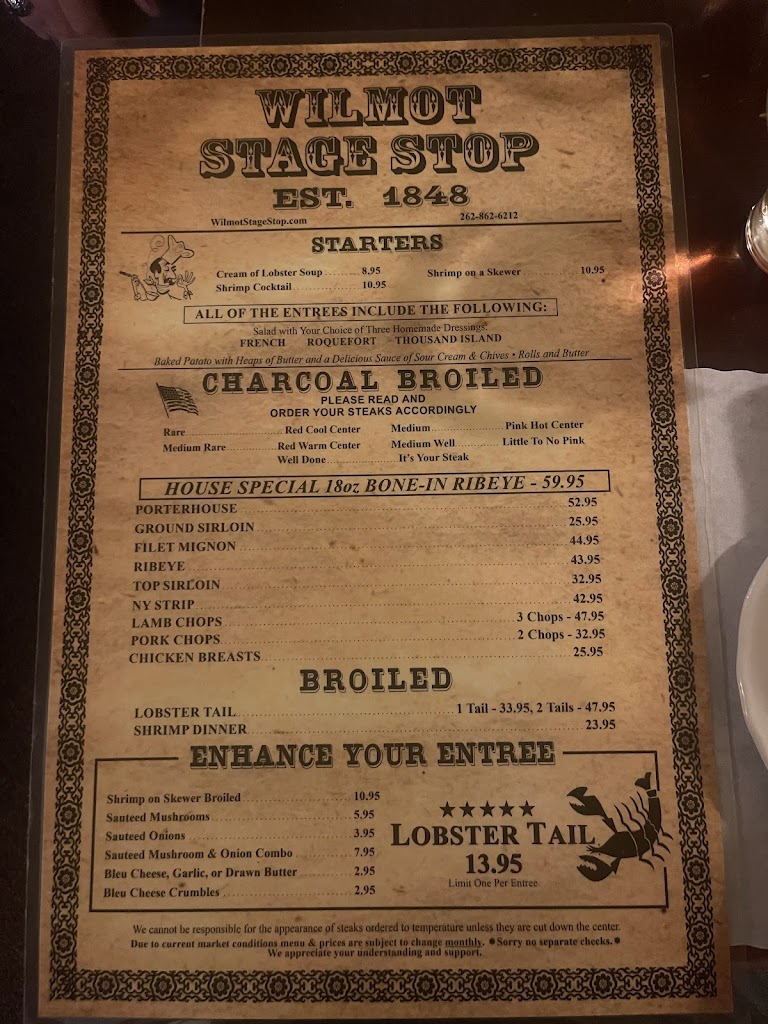 WILMOT
STAGE STOP
EST. 1848
WilmotStageStop.com 262-862-6212
STARTERS
Cream of Lobster Soup 8.95 Shrimp on a Skewer 10.95
Shrimp Cocktail 10.95
ALL OF THE ENTREES INCLUDE THE FOLLOWING:
Salad with Your Choice of Three Homemade Dressings:
FRENCH ROQUEFORT THOUSAND ISLAND
Baked Patato with Heaps of Butter and a Delicious Sauce of Sour Cream & Chives • Rolls and Butter
CHARCOAL BROILED
PLEASE READ AND
ORDER YOUR STEAKS ACCORDINGLY
Rare Red Cool Center Medium Pink Hot Center
Medium Rare Red Warm Center Medium Well Little To No Pink
Well Done It's Your Steak
HOUSE SPECIAL 18oz BONE-IN RIBEYE - 59.95
PORTERHOUSE 52.95
GROUND SIRLOIN 25.95
FILET MIGNON 44.95
RIBEYE 43.95
TOP SIRLOIN 32.95
NY STRIP 42.95
LAMB CHOPS 3 Chops - 47.95
PORK CHOPS 2 Chops - 32.95
CHICKEN BREASTS 25.95
BROILED
LOBSTER TAIL 1 Tail - 33.95, 2 Tails - 47.95
SHRIMP DINNER 23.95
ENHANCE YOUR ENTREE
Shrimp on Skewer Broiled 10.95
Sauteed Mushrooms 5.95
Sauteed Onions 3.95
Sauteed Mushroom & Onion Combo 7.95
Bleu Cheese, Garlic, or Drawn Butter 2.95
Bleu Cheese Crumbles 2.95
★★★★★
LOBSTER TAIL
13.95
Limit One Per Entree
We cannot be responsible for the appearance of steaks ordered to temperature unless they are cut down the center.
Due to current market conditions menu & prices are subject to change monthly. *Sorry no separate checks.*
We appreciate your understanding and support.